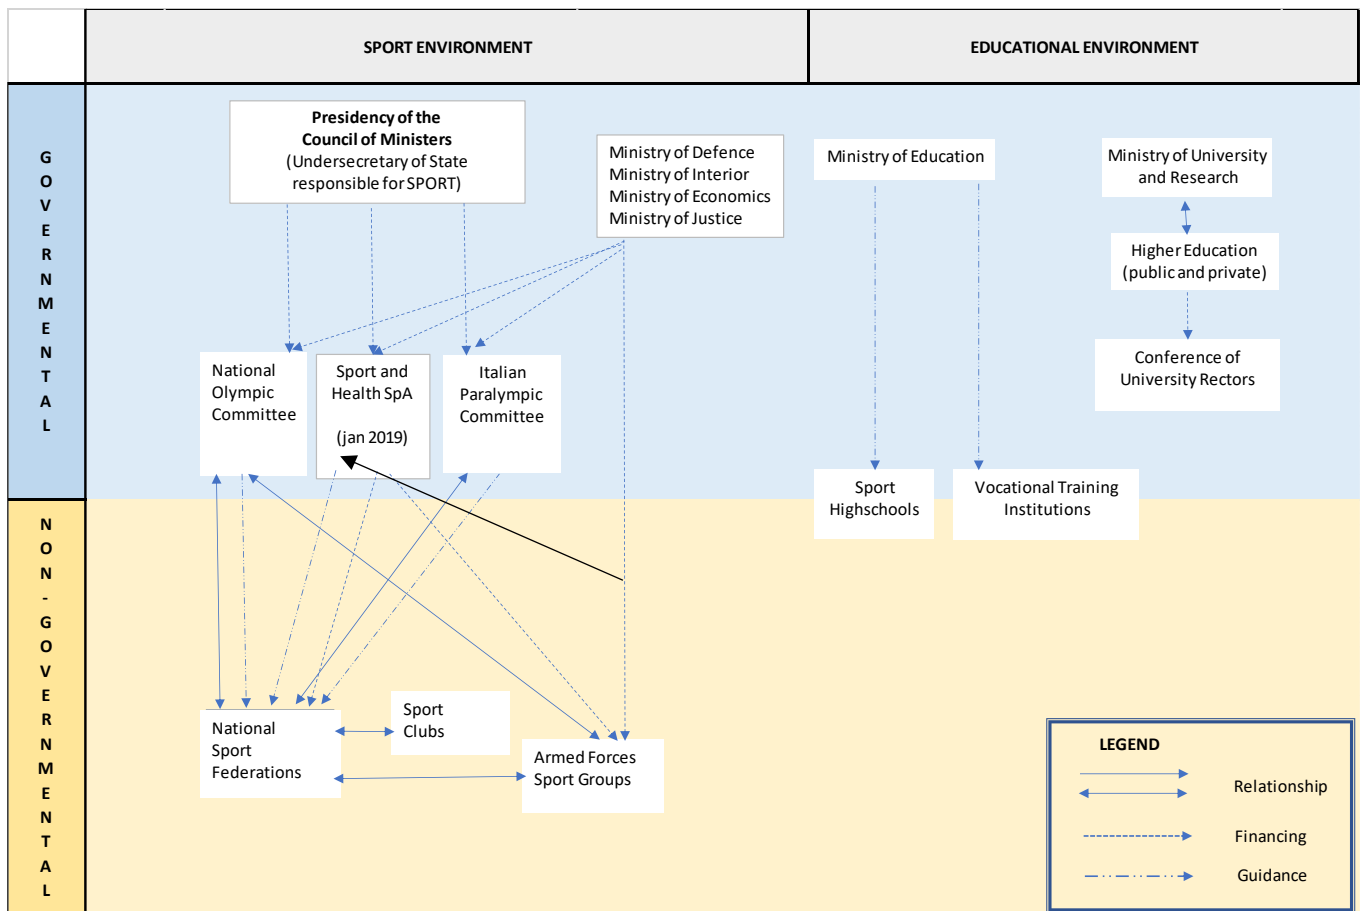 SPORT ENVIRONMENT
EDUCATIONAL ENVIRONMENT
G
O
V
E
R
N
M
E
N
T
A
L
Presidency of the
Council of Ministers
(Undersecretary of State
responsible for SPORT)
Ministry of Defence
Ministry of Interior
Ministry of Economics
Ministry of Justice
Ministry of Education
Ministry of University
and Research
Higher Education
(public and private)
Conference of
University Rectors
National
Olympic
Committee
Sport and
Health SpA
(jan 2019)
Italian
Paralympic
Committee
Sport
Highschools
Vocational Training
Institutions
N
O
N
-
G
O
V
E
R
N
M
E
N
T
A
L
National
Sport
Federations
Sport
Clubs
Armed Forces
Sport Groups
LEGEND
Relationship
Financing
Guidance